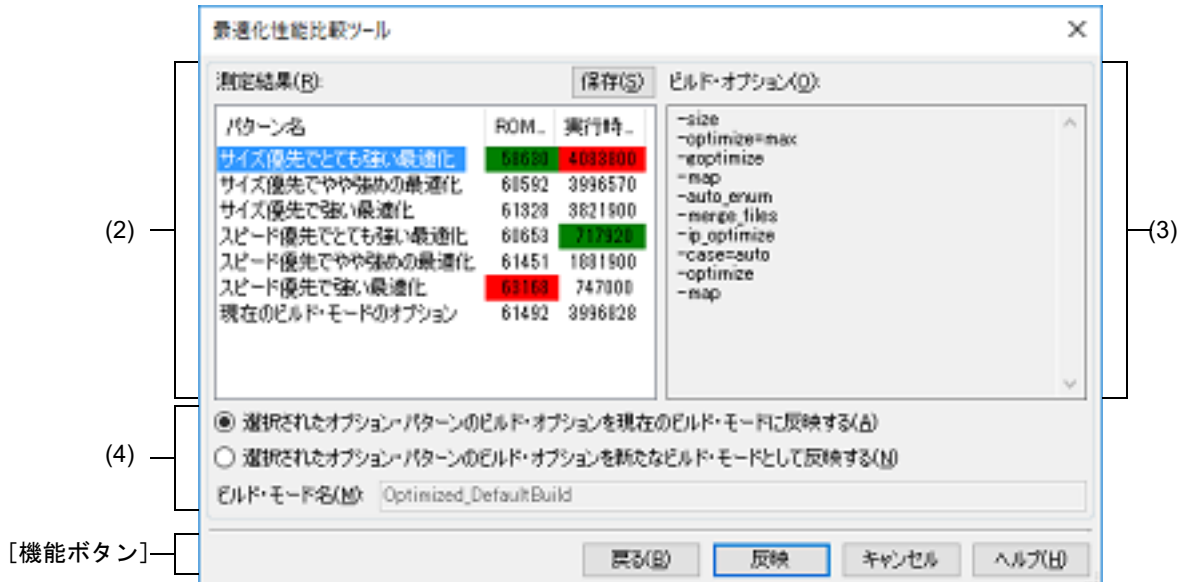 最適化性能比較ツール
測定結果(R):
保存(S)
ビルド・オプション(O):
パターン名 ROM... 実行時...
サイズ優先でとても強い最適化 58680 4083800
サイズ優先でやや強めの最適化 60592 3996570
サイズ優先で強い最適化 61328 3821900
スピード優先でとても強い最適化 60653 717920
スピード優先でやや強めの最適化 61451 1881900
スピード優先で強い最適化 63168 747000
現在のビルド・モードのオプション 61492 3996828
-size
-optimize=max
-goptimize
-map
-auto_enum
-merge_files
-ip_optimize
-case=auto
-optimize
-map
(2)
(3)
(4)
選択されたオプション・パターンのビルド・オプションを現在のビルド・モードに反映する(A)
選択されたオプション・パターンのビルド・オプションを新たなビルド・モードとして反映する(N)
ビルド・モード名(M): Optimized_DefaultBuild
[機能ボタン]
戻る(B) 反映 キャンセル ヘルプ(H)